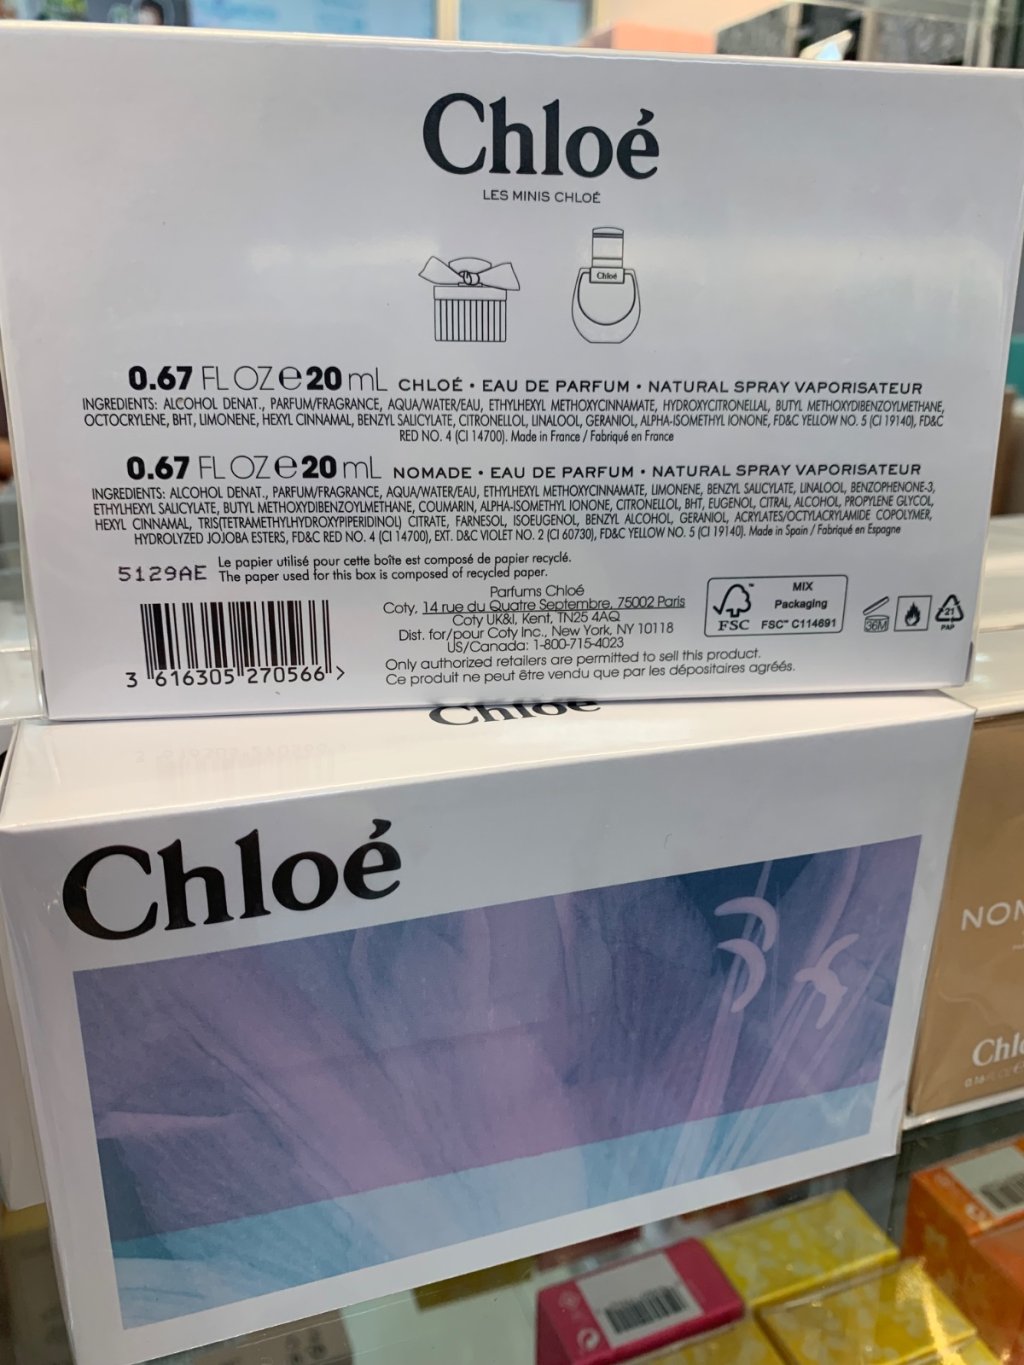 Chloé
LES MINIS CHLOÉ
Chloé
0.67 FL OZ e 20 mL CHLOÉ • EAU DE PARFUM • NATURAL SPRAY VAPORISATEUR
INGREDIENTS: ALCOHOL DENAT., PARFUM/FRAGRANCE, AQUA/WATER/EAU, ETHYLHEXYL METHOXYCINNAMATE, HYDROXYCITRONELLAL, BUTYL METHOXYDIBENZOYLMETHANE,
OCTOCRYLENE, BHT, LIMONENE, HEXYL CINNAMAL, BENZYL SALICYLATE, CITRONELLOL, LINALOOL, GERANIOL, ALPHA-ISOMETHYL IONONE, FD&C YELLOW NO. 5 (CI 19140), FD&C
RED NO. 4 (CI 14700). Made in France / Fabriqué en France
0.67 FL OZ e 20 mL NOMADE • EAU DE PARFUM • NATURAL SPRAY VAPORISATEUR
INGREDIENTS: ALCOHOL DENAT., PARFUM/FRAGRANCE, AQUA/WATER/EAU, ETHYLHEXYL METHOXYCINNAMATE, LIMONENE, BENZYL SALICYLATE, LINALOOL, BENZOPHENONE-3,
ETHYLHEXYL SALICYLATE, BUTYL METHOXYDIBENZOYLMETHANE, COUMARIN, ALPHA-ISOMETHYL IONONE, CITRONELLOL, BHT, EUGENOL, CITRAL, ALCOHOL, PROPYLENE GLYCOL,
HEXYL CINNAMAL, TRIS(TETRAMETHYLHYDROXYPIPERIDINOL) CITRATE, FARNESOL, ISOEUGENOL, BENZYL ALCOHOL, GERANIOL, ACRYLATES/OCTYLACRYLAMIDE COPOLYMER,
HYDROLYZED JOJOBA ESTERS, FD&C RED NO. 4 (CI 14700), EXT. D&C VIOLET NO. 2 (CI 60730), FD&C YELLOW NO. 5 (CI 19140). Made in Spain / Fabriqué en Espagne
5129AE
Le papier utilisé pour cette boîte est composé de papier recyclé.
The paper used for this box is composed of recycled paper.
Parfums Chloé
Coty, 14 rue du Quatre Septembre, 75002 Paris
Coty UK&I, Kent, TN25 4AQ
Dist. for/pour Coty Inc., New York, NY 10118
US/Canada: 1-800-715-4023
Only authorized retailers are permitted to sell this product.
Ce produit ne peut être vendu que par les dépositaires agréés.
3 616305 270566 >
FSC
MIX
Packaging
FSC™ C114691
36M
21
PAP
Chloé
Chloé
NOM
Chlo